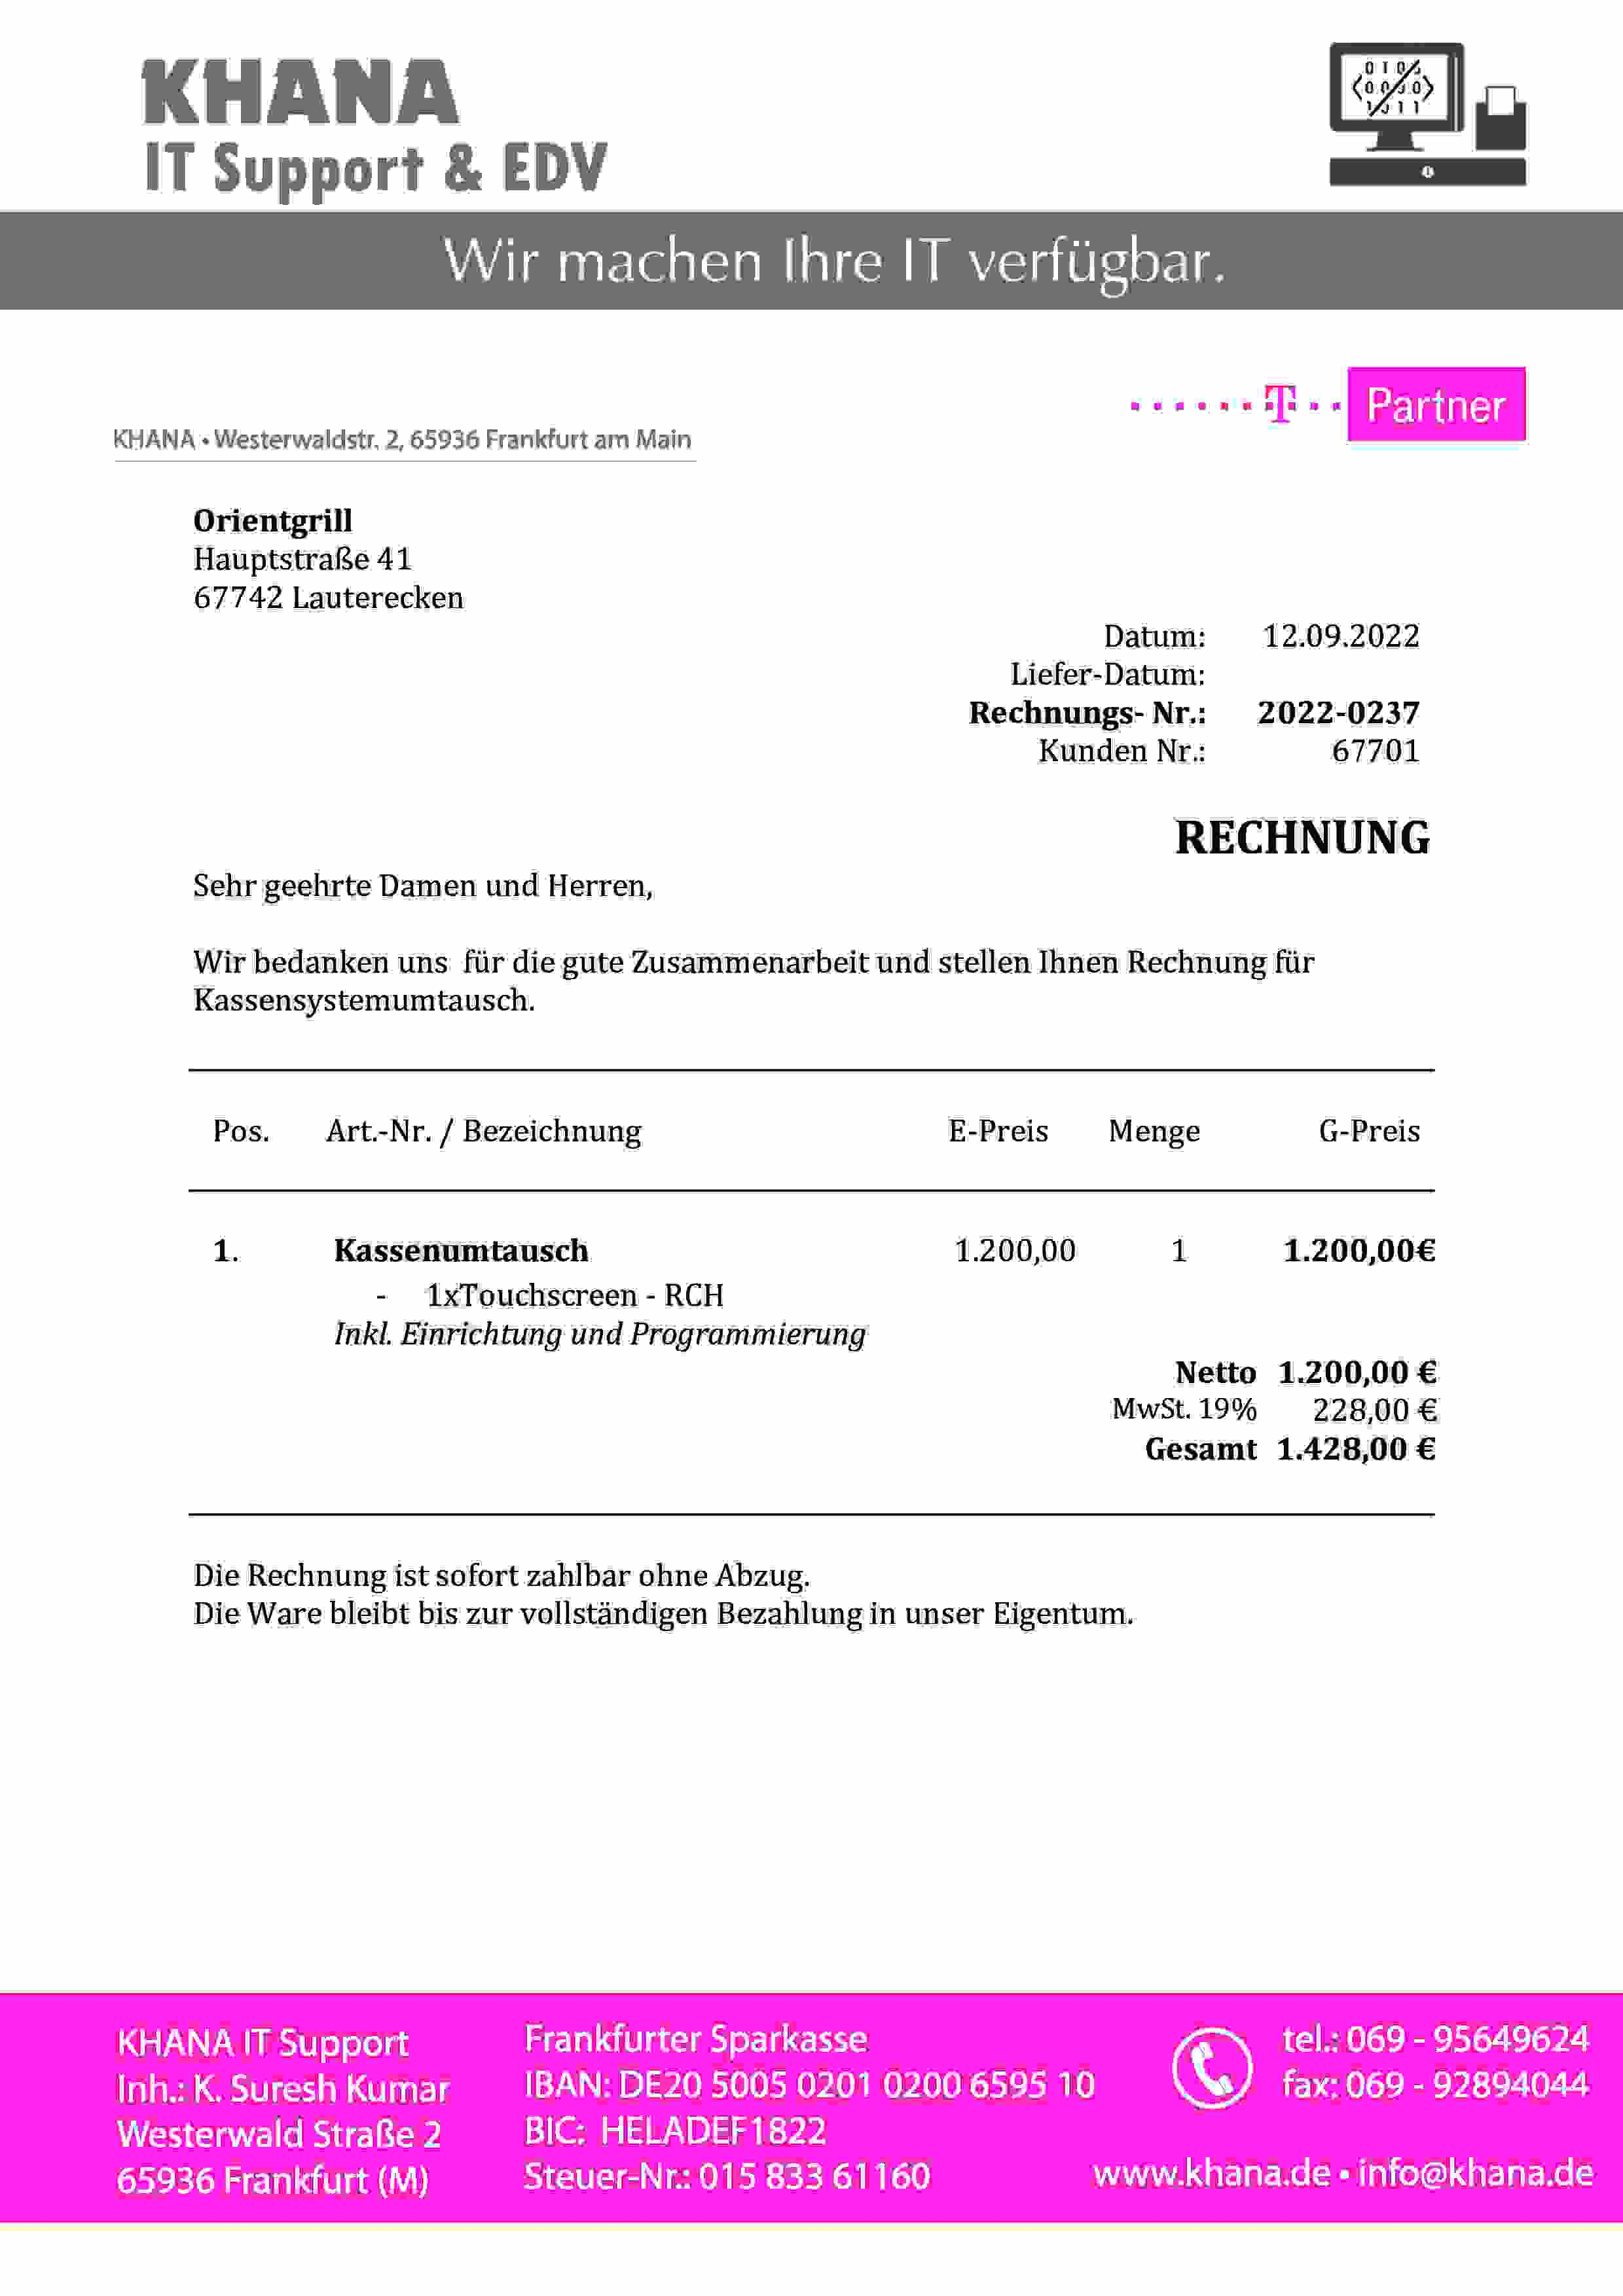 KHANA
IT Support & EDV
Wir machen Ihre IT verfügbar.
T Partner
KHANA • Westerwaldstr. 2, 65936 Frankfurt am Main
Orientgrill
Hauptstraße 41
67742 Lauterecken
Datum: 12.09.2022
Liefer-Datum:
Rechnungs- Nr.: 2022-0237
Kunden Nr.: 67701
RECHNUNG
Sehr geehrte Damen und Herren,
Wir bedanken uns für die gute Zusammenarbeit und stellen Ihnen Rechnung für
Kassensystemumtausch.
Pos. Art.-Nr. / Bezeichnung E-Preis Menge G-Preis
1. Kassenumtausch 1.200,00 1 1.200,00€
- 1xTouchscreen - RCH
Inkl. Einrichtung und Programmierung
Netto 1.200,00 €
MwSt. 19% 228,00 €
Gesamt 1.428,00 €
Die Rechnung ist sofort zahlbar ohne Abzug.
Die Ware bleibt bis zur vollständigen Bezahlung in unser Eigentum.
KHANA IT Support
Inh.: K. Suresh Kumar
Westerwald Straße 2
65936 Frankfurt (M)
Frankfurter Sparkasse
IBAN: DE20 5005 0201 0200 6595 10
BIC: HELADEF1822
Steuer-Nr.: 015 833 61160
tel.: 069 - 95649624
fax: 069 - 92894044
www.khana.de • info@khana.de